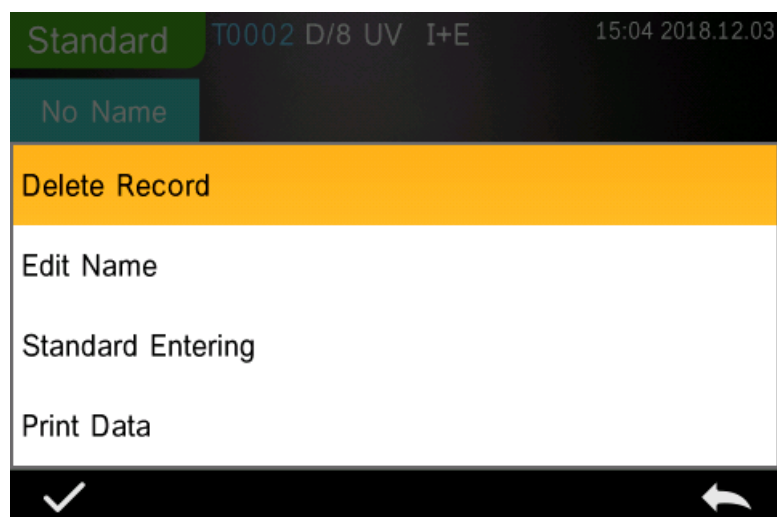 Standard T0002 D/8 UV I+E 15:04 2018.12.03
No Name
Delete Record
Edit Name
Standard Entering
Print Data